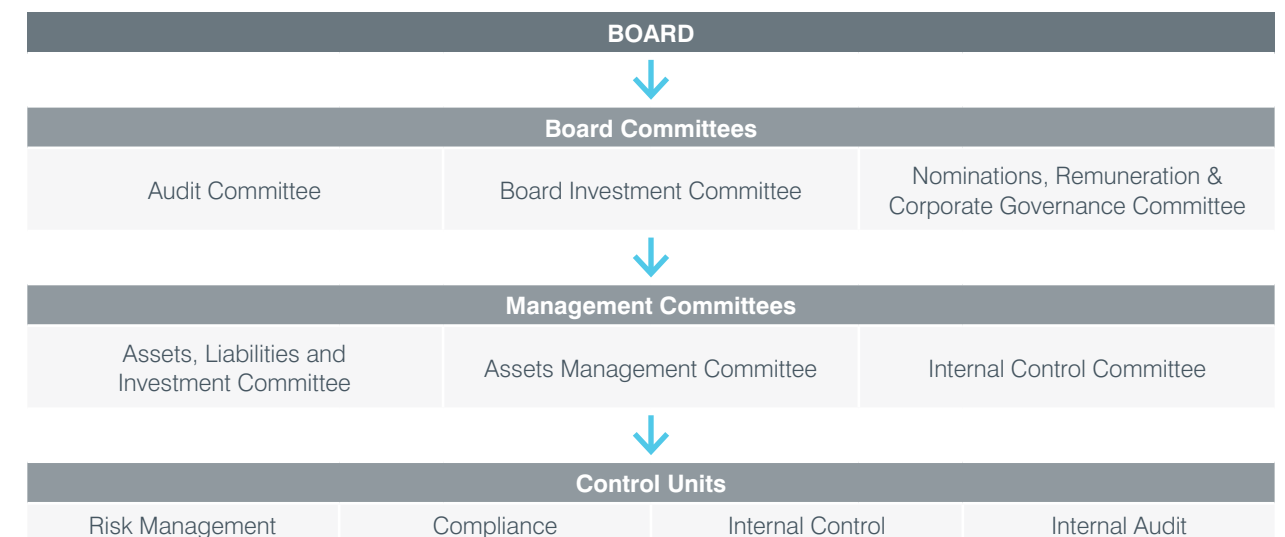 BOARD
Board Committees
Audit Committee
Board Investment Committee
Nominations, Remuneration &
Corporate Governance Committee
Management Committees
Assets, Liabilities and
Investment Committee
Assets Management Committee
Internal Control Committee
Control Units
Risk Management
Compliance
Internal Control
Internal Audit